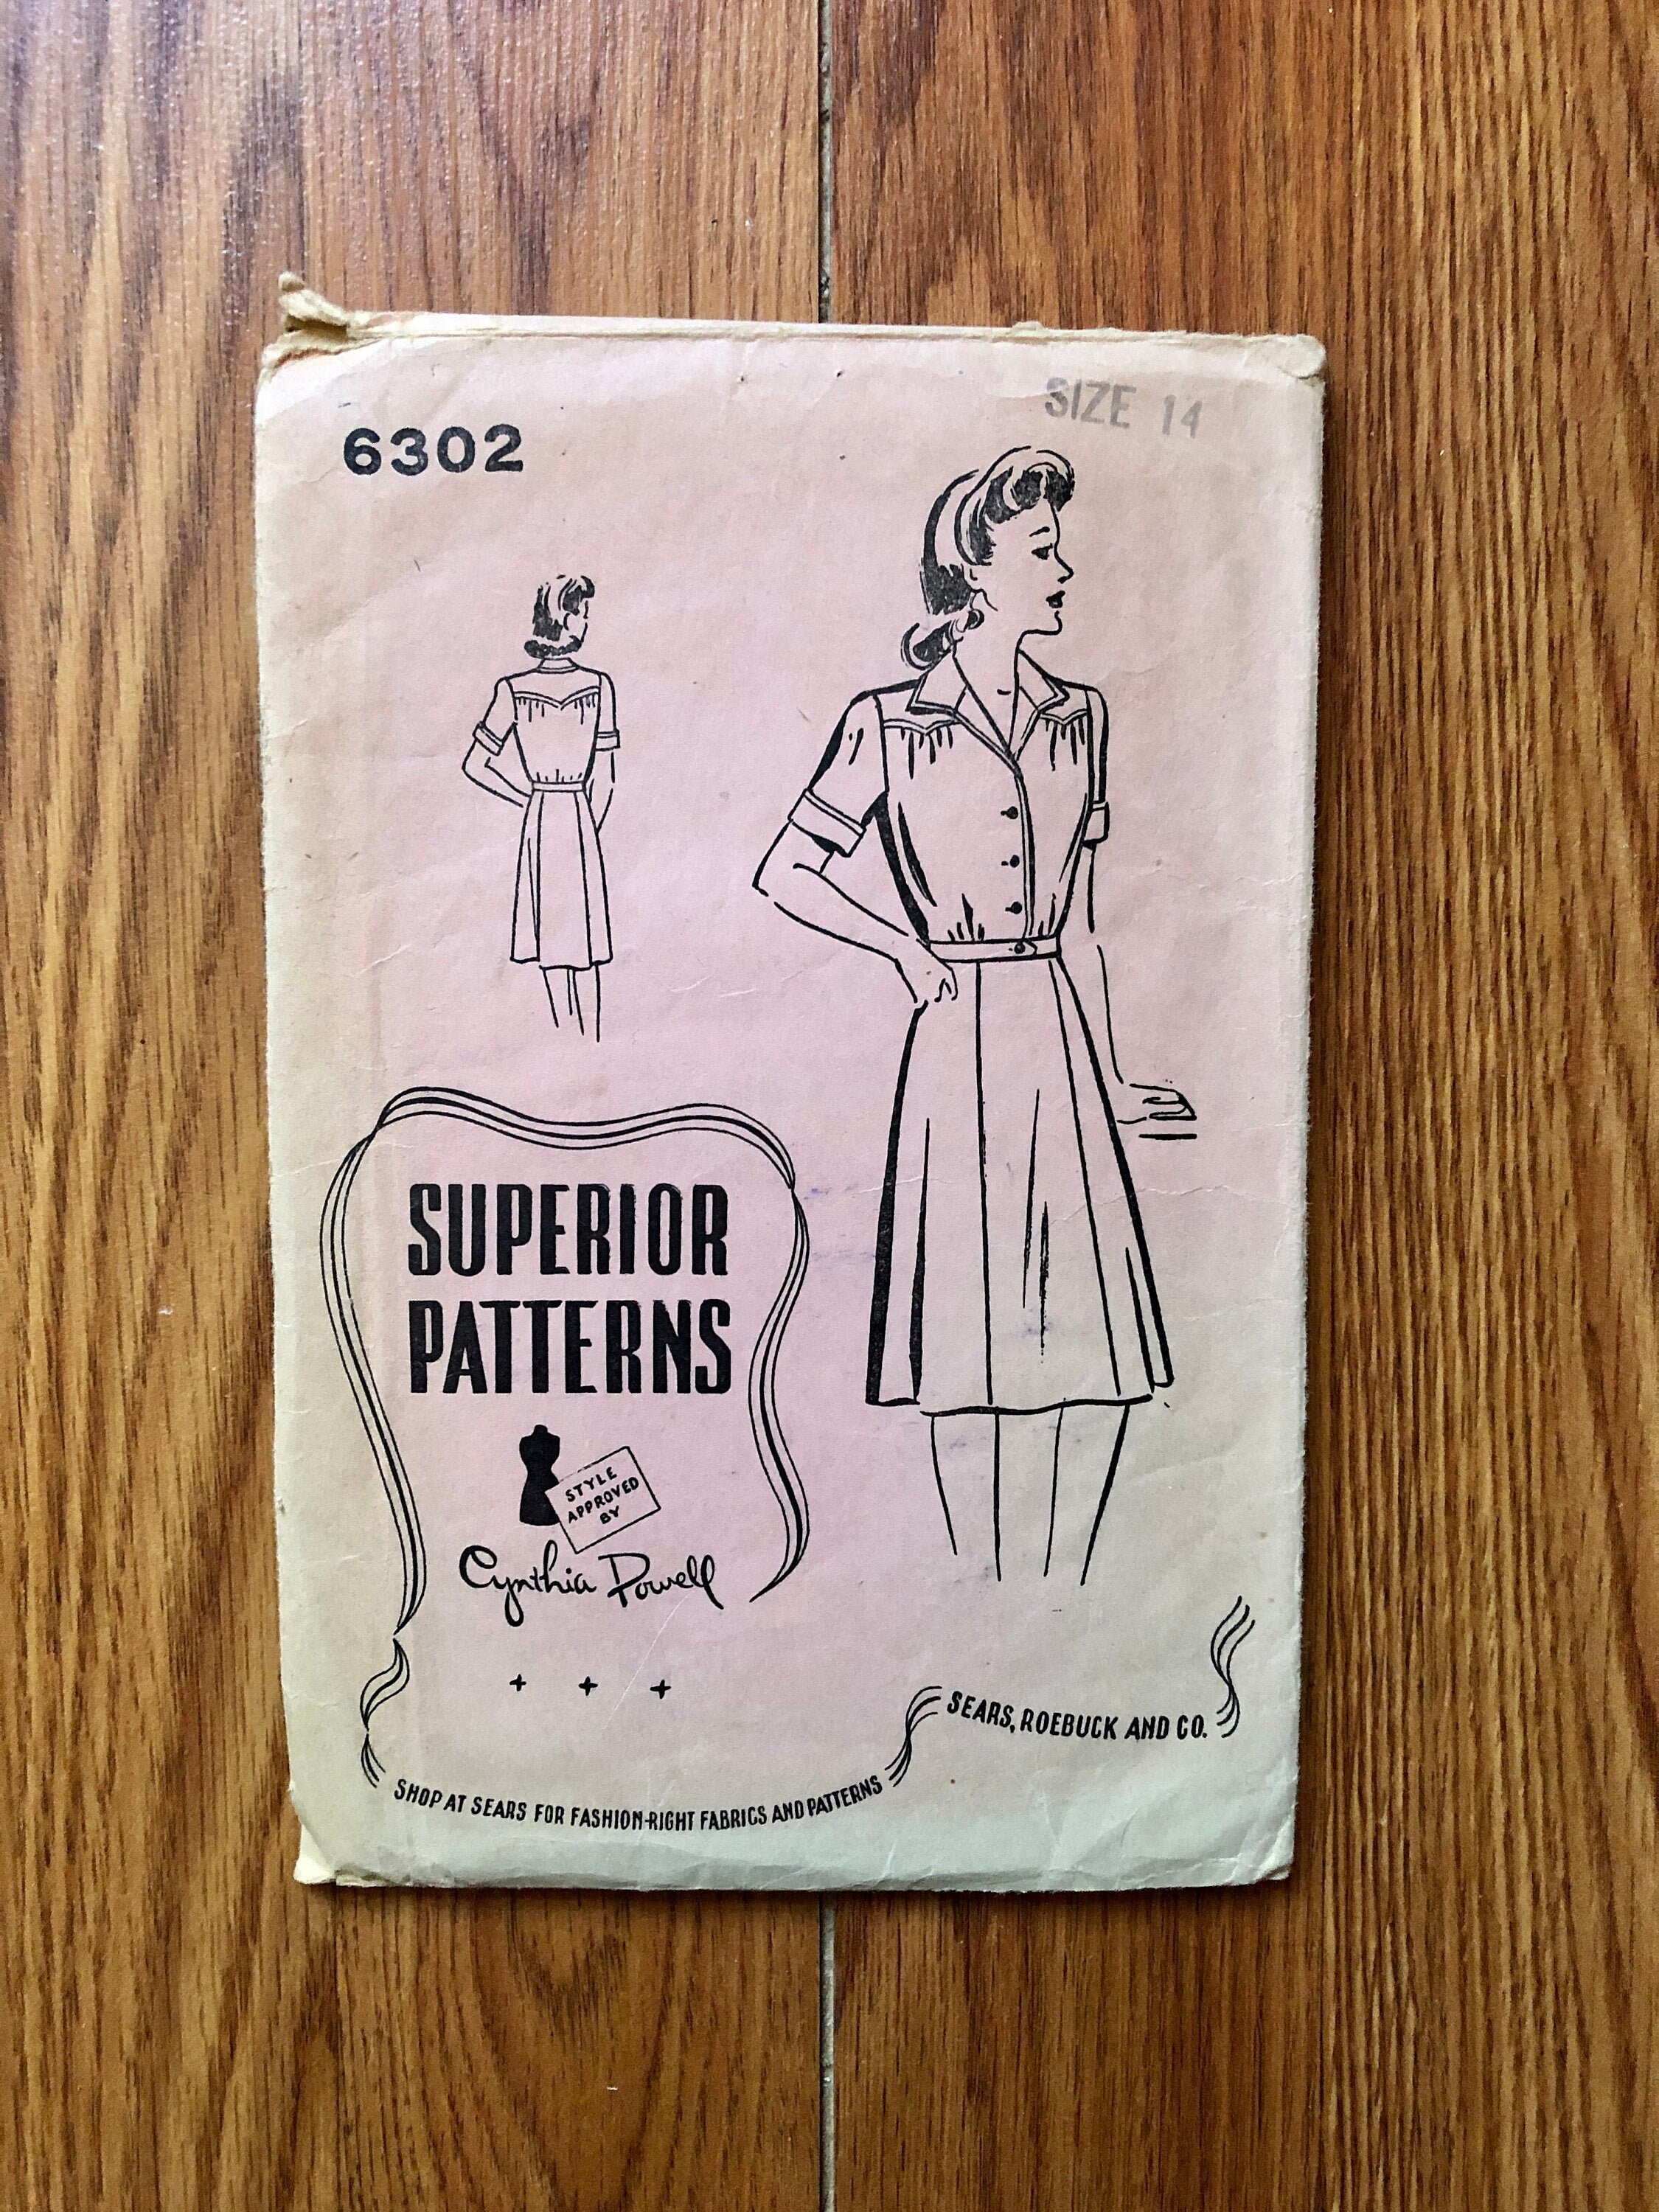 SIZE 14
6302
SUPERIOR
PATTERNS
STYLE
APPROVED
BY
Cynthia Powell
SEARS, ROEBUCK AND CO.
SHOP AT SEARS FOR FASHION-RIGHT FABRICS AND PATTERNS